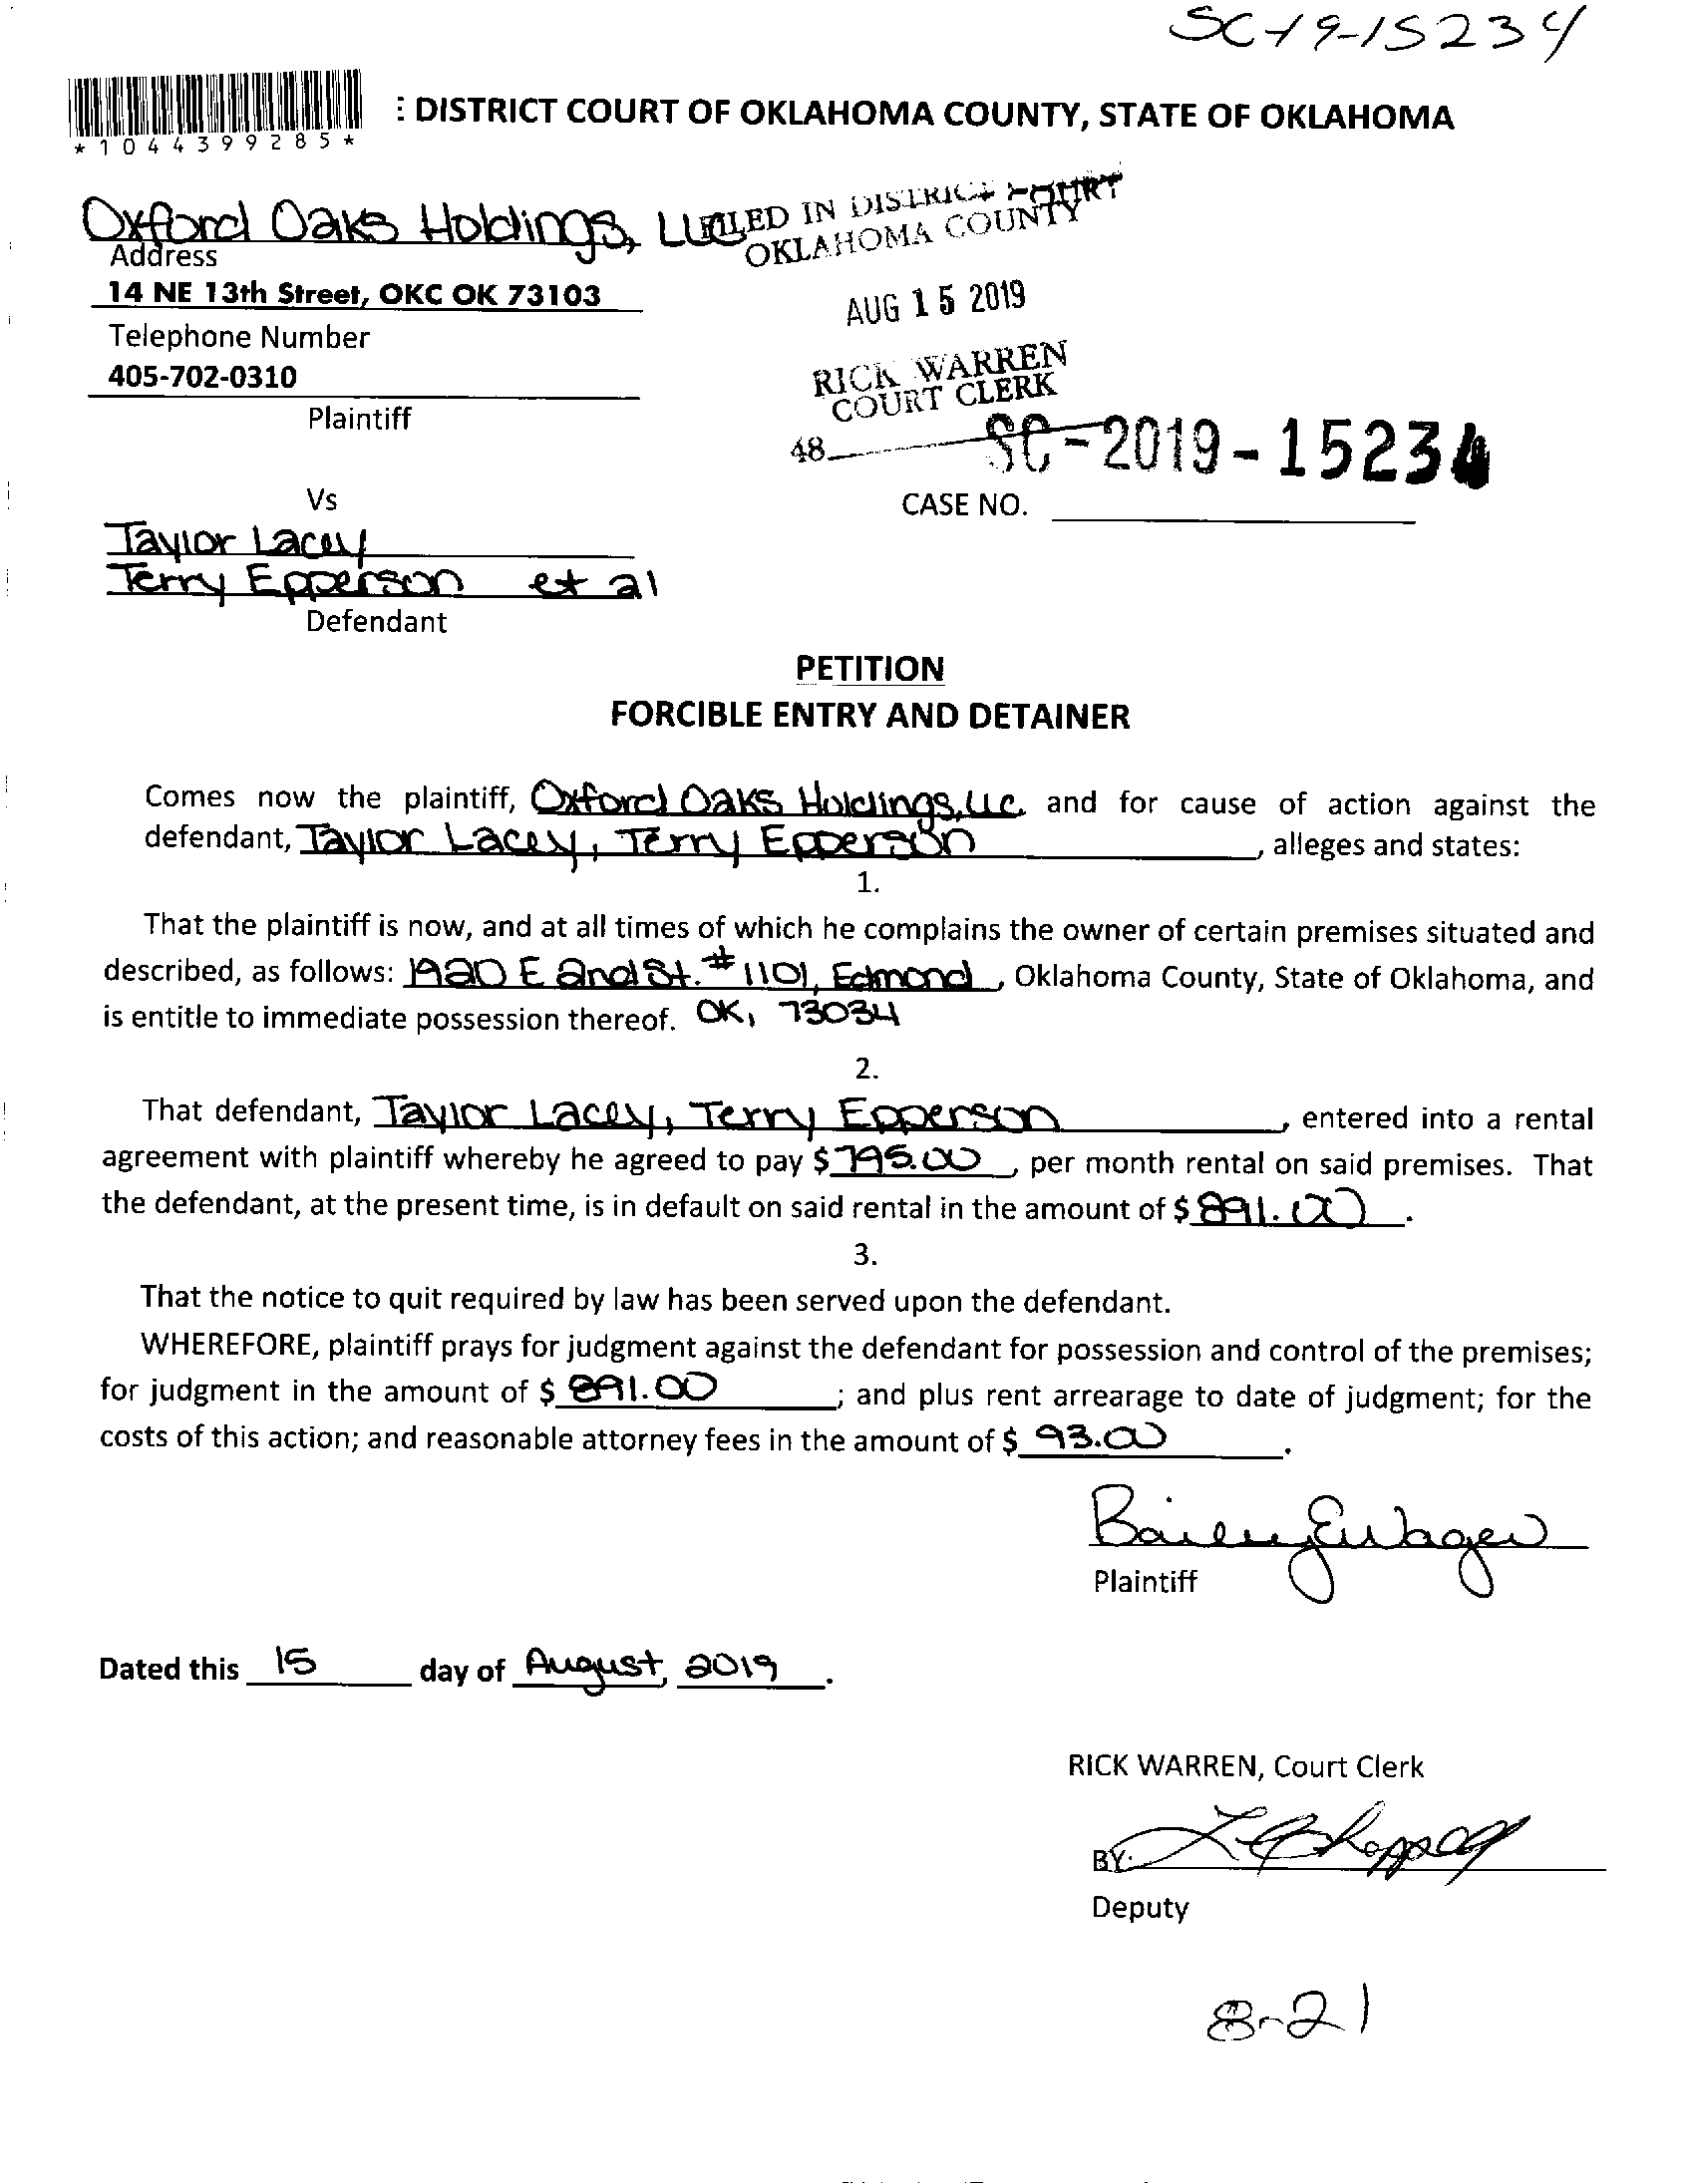 SC-19-15234
*1044399285*
: DISTRICT COURT OF OKLAHOMA COUNTY, STATE OF OKLAHOMA
Oxford Oaks Holdings, LLC
FILED IN DISTRICT COURT
OKLAHOMA COUNTY
Address
14 NE 13th Street, OKC OK 73103
AUG 15 2019
Telephone Number
405-702-0310
RICK WARREN
COURT CLERK
Plaintiff
48
SC-2019-15234
Vs
CASE NO.
Taylor Lacey
Terry Epperson et al
Defendant
PETITION
FORCIBLE ENTRY AND DETAINER
Comes now the plaintiff, Oxford Oaks Holdings, LLC. and for cause of action against the
defendant, Taylor Lacey, Terry Epperson, alleges and states:
1.
That the plaintiff is now, and at all times of which he complains the owner of certain premises situated and
described, as follows: 1920 E 2nd St. #1101, Edmond, Oklahoma County, State of Oklahoma, and
is entitle to immediate possession thereof. OK, 73034
2.
That defendant, Taylor Lacey, Terry Epperson, entered into a rental
agreement with plaintiff whereby he agreed to pay $795.00, per month rental on said premises. That
the defendant, at the present time, is in default on said rental in the amount of $891.00.
3.
That the notice to quit required by law has been served upon the defendant.
WHEREFORE, plaintiff prays for judgment against the defendant for possession and control of the premises;
for judgment in the amount of $891.00; and plus rent arrearage to date of judgment; for the
costs of this action; and reasonable attorney fees in the amount of $93.00.
Plaintiff
Dated this 15 day of August, 2019.
RICK WARREN, Court Clerk
BY:
Deputy
8-21